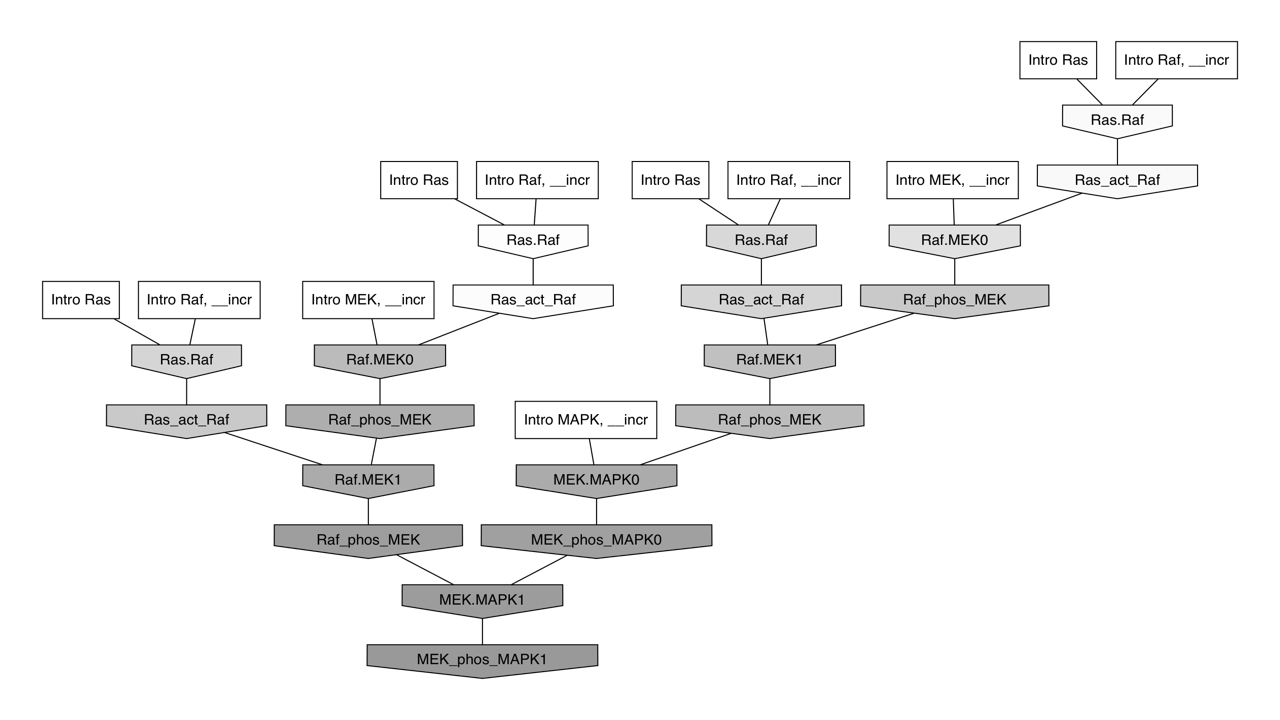 Intro Ras
Intro Raf, __incr
Ras.Raf
Intro Ras
Intro Raf, __incr
Intro Ras
Intro Raf, __incr
Intro MEK, __incr
Ras_act_Raf
Ras.Raf
Ras.Raf
Raf.MEK0
Intro Ras
Intro Raf, __incr
Intro MEK, __incr
Ras_act_Raf
Ras_act_Raf
Raf_phos_MEK
Ras.Raf
Raf.MEK0
Raf.MEK1
Ras_act_Raf
Raf_phos_MEK
Intro MAPK, __incr
Raf_phos_MEK
Raf.MEK1
MEK.MAPK0
Raf_phos_MEK
MEK_phos_MAPK0
MEK.MAPK1
MEK_phos_MAPK1